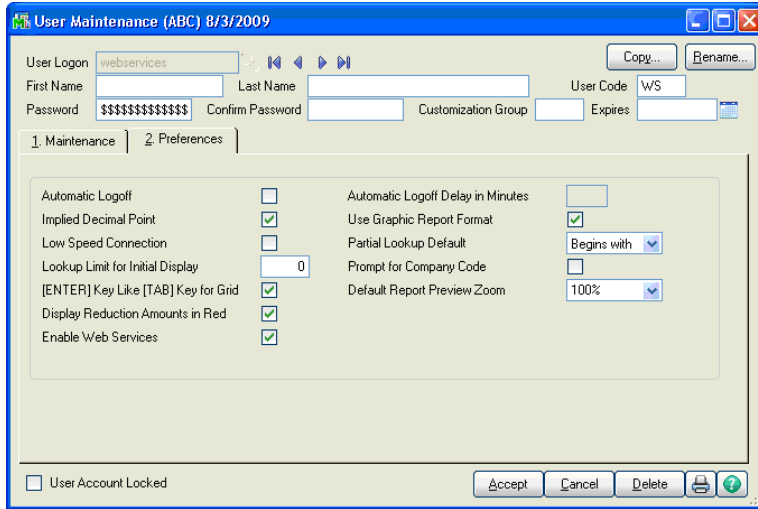 User Maintenance (ABC) 8/3/2009
User Logon webservices Copy... Rename...
First Name Last Name User Code WS
Password $$$$$$$$$$$$$ Confirm Password Customization Group Expires
1. Maintenance 2. Preferences
Automatic Logoff Automatic Logoff Delay in Minutes
Implied Decimal Point Use Graphic Report Format
Low Speed Connection Partial Lookup Default Begins with
Lookup Limit for Initial Display 0 Prompt for Company Code
[ENTER] Key Like [TAB] Key for Grid Default Report Preview Zoom 100%
Display Reduction Amounts in Red
Enable Web Services
User Account Locked Accept Cancel Delete